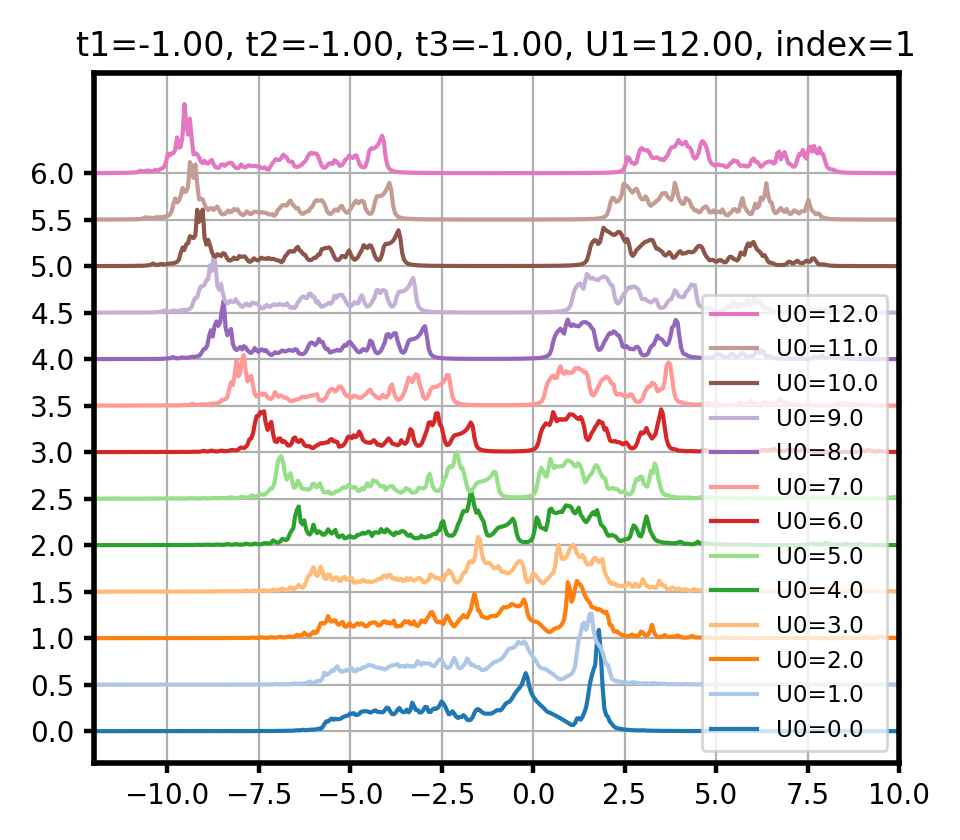 t1=-1.00, t2=-1.00, t3=-1.00, U1=12.00, index=1
6.0
5.5
5.0
4.5
4.0
3.5
3.0
2.5
2.0
1.5
1.0
0.5
0.0
U0=12.0
U0=11.0
U0=10.0
U0=9.0
U0=8.0
U0=7.0
U0=6.0
U0=5.0
U0=4.0
U0=3.0
U0=2.0
U0=1.0
U0=0.0
−10.0 −7.5 −5.0 −2.5 0.0 2.5 5.0 7.5 10.0